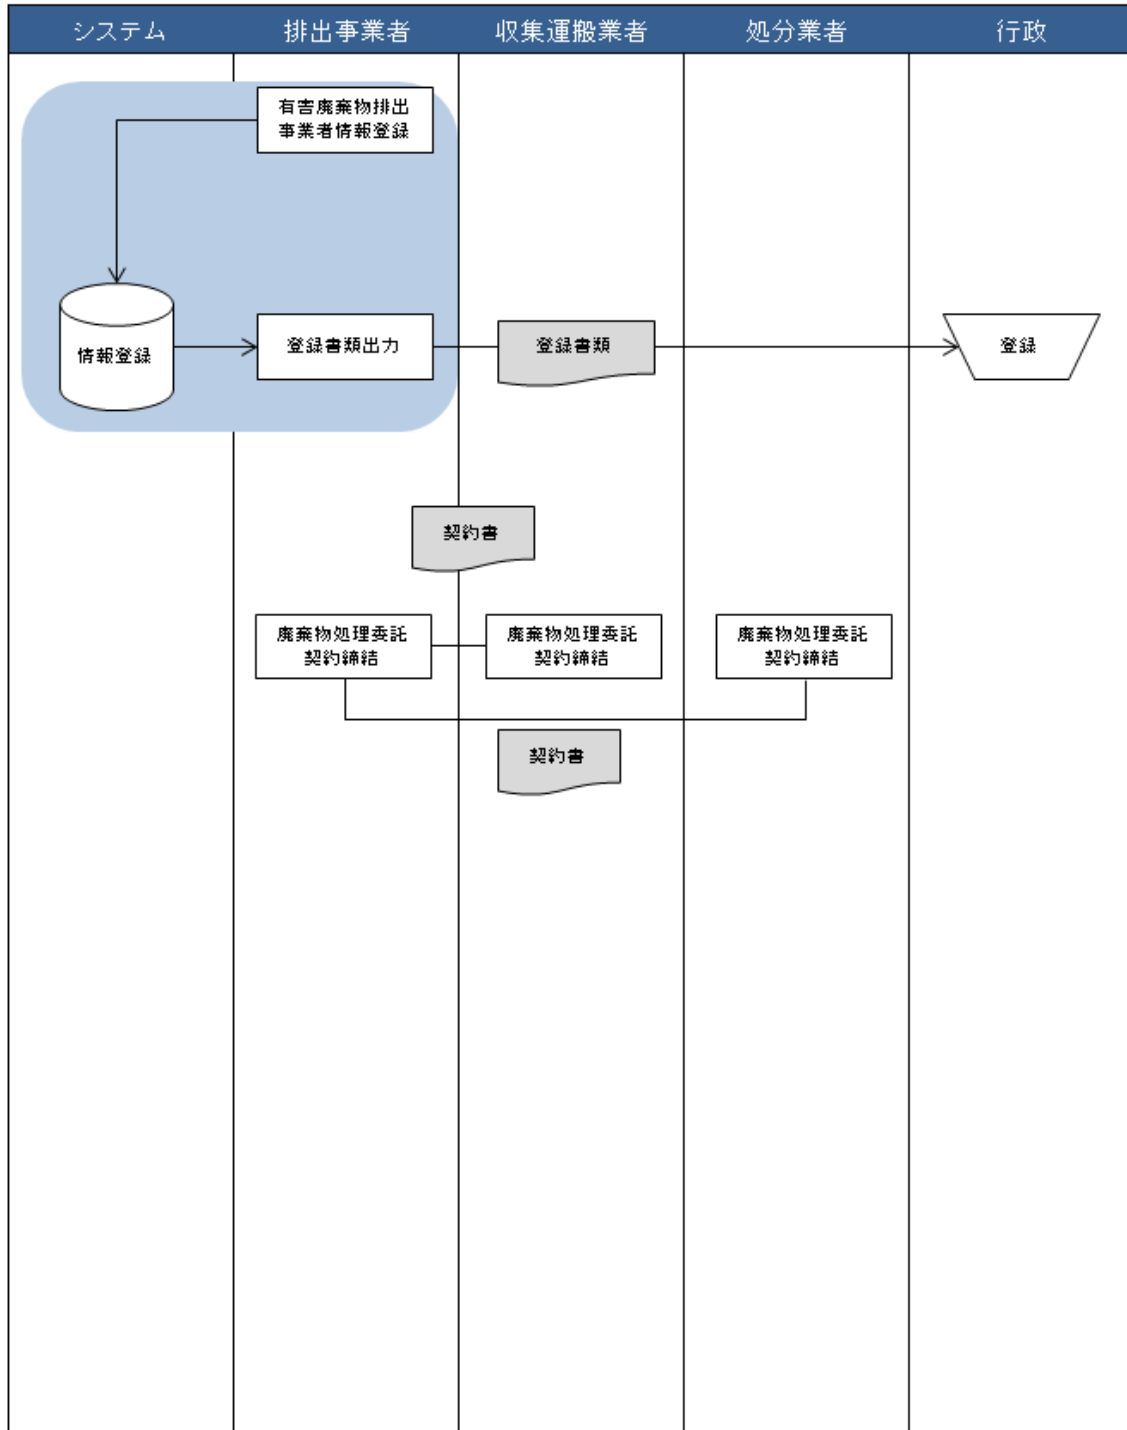 システム
排出事業者
収集運搬業者
処分業者
行政
有害廃棄物排出
事業者情報登録
情報登録
登録書類出力
登録書類
登録
契約書
廃棄物処理委託
契約締結
廃棄物処理委託
契約締結
廃棄物処理委託
契約締結
契約書